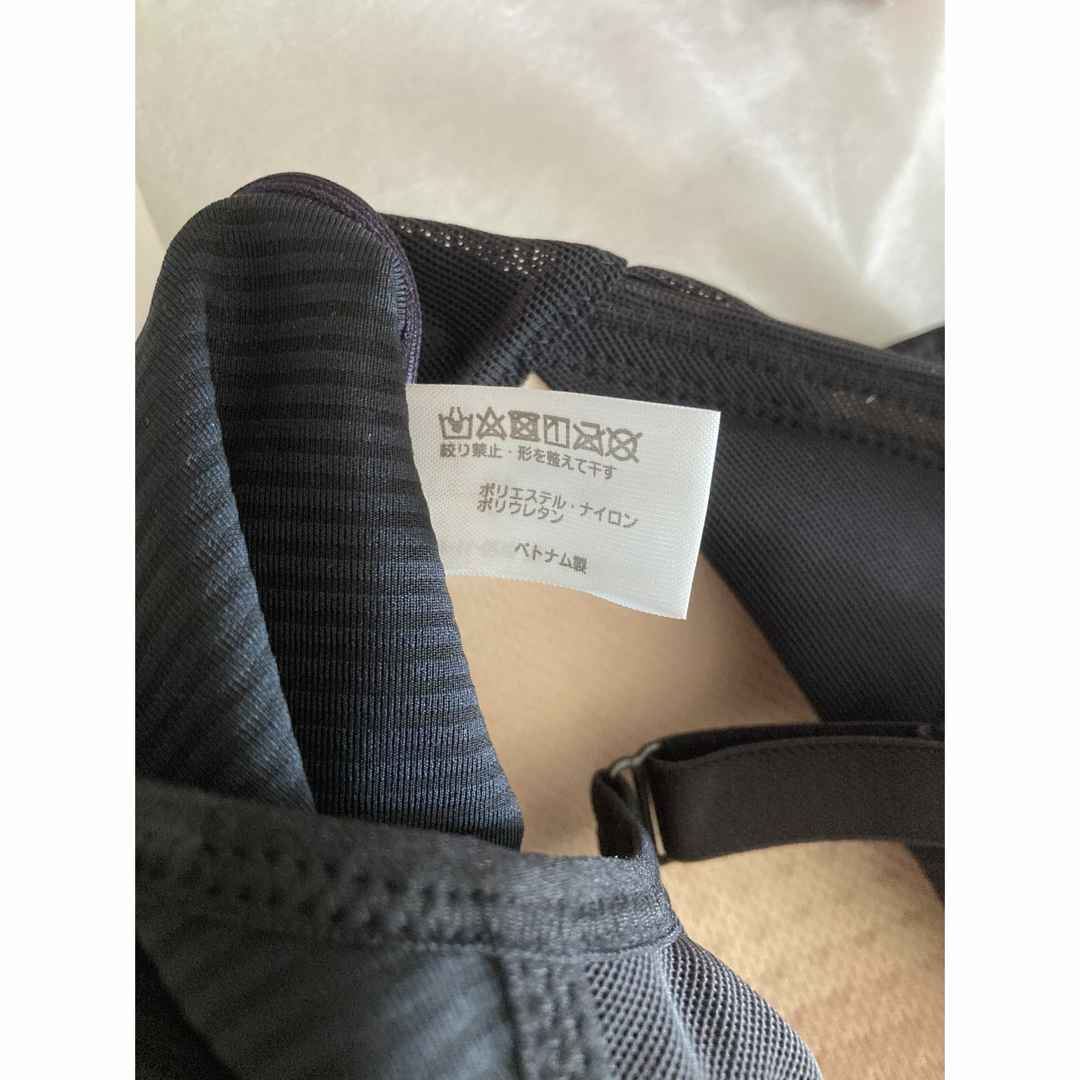 絞り禁止・形を整えて干す
ポリエステル・ナイロン
ポリウレタン
ベトナム製